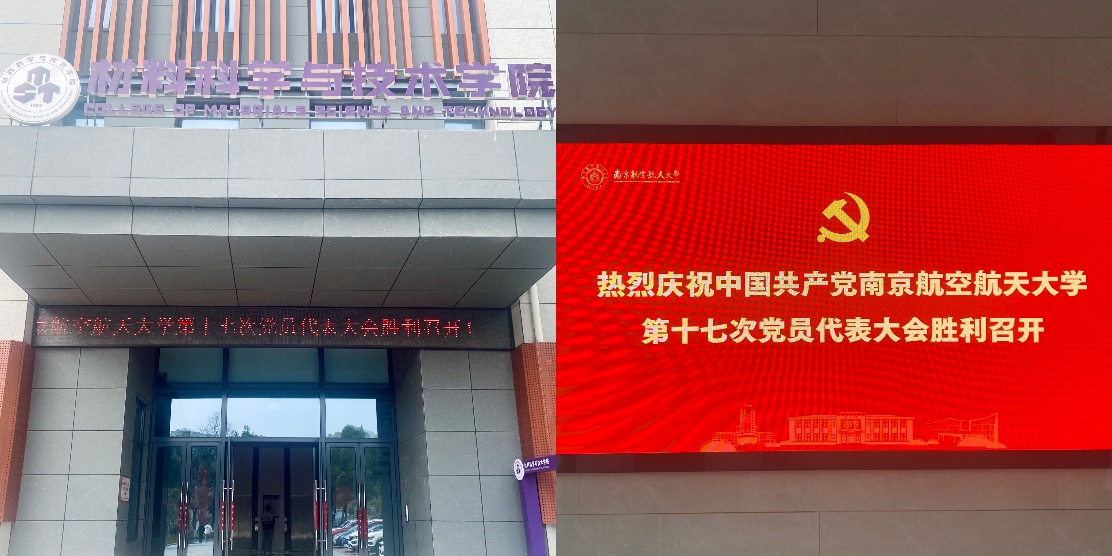 材料科学与技术学院
COLLEGE OF MATERIALS SCIENCE AND TECHNOLOGY
航空航天大学第十七次党员代表大会胜利召开！
南京航空航天大学
热烈庆祝中国共产党南京航空航天大学
第十七次党员代表大会胜利召开